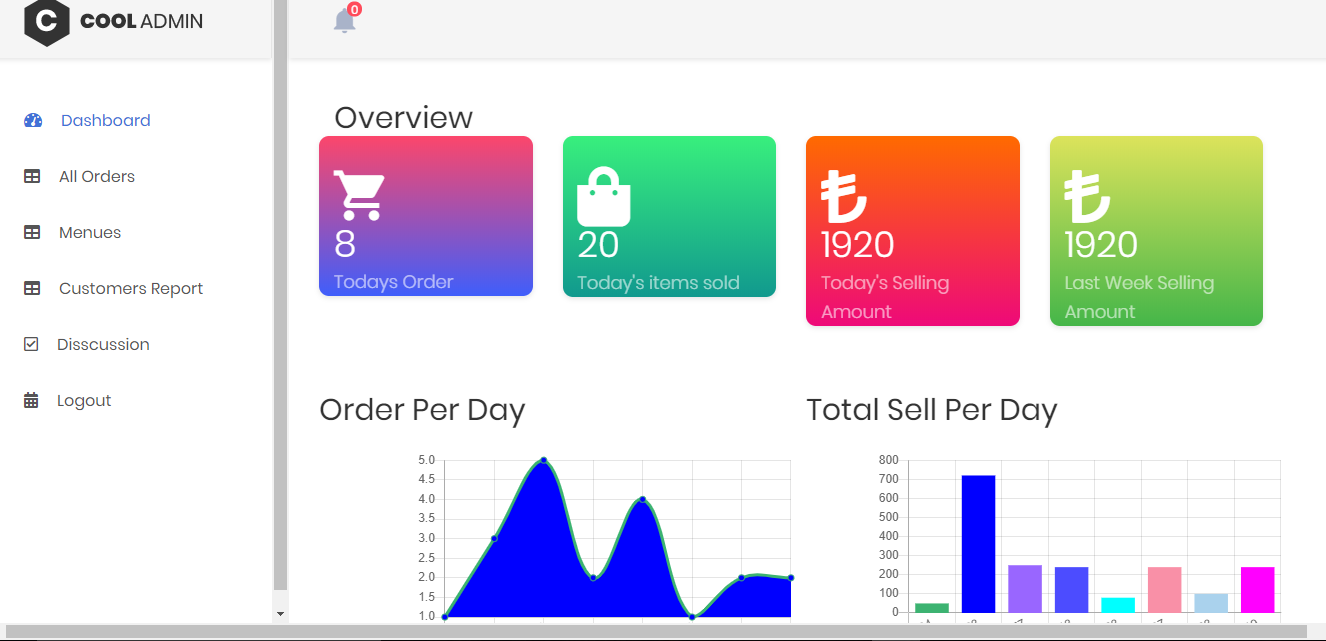 C COOL ADMIN
0
Dashboard
All Orders
Menues
Customers Report
Disscussion
Logout
Overview
8
Todays Order
20
Today's items sold
1920
Today's Selling
Amount
1920
Last Week Selling
Amount
Order Per Day
5.0
4.5
4.0
3.5
3.0
2.5
2.0
1.5
1.0
Total Sell Per Day
800
700
600
500
400
300
200
100
0